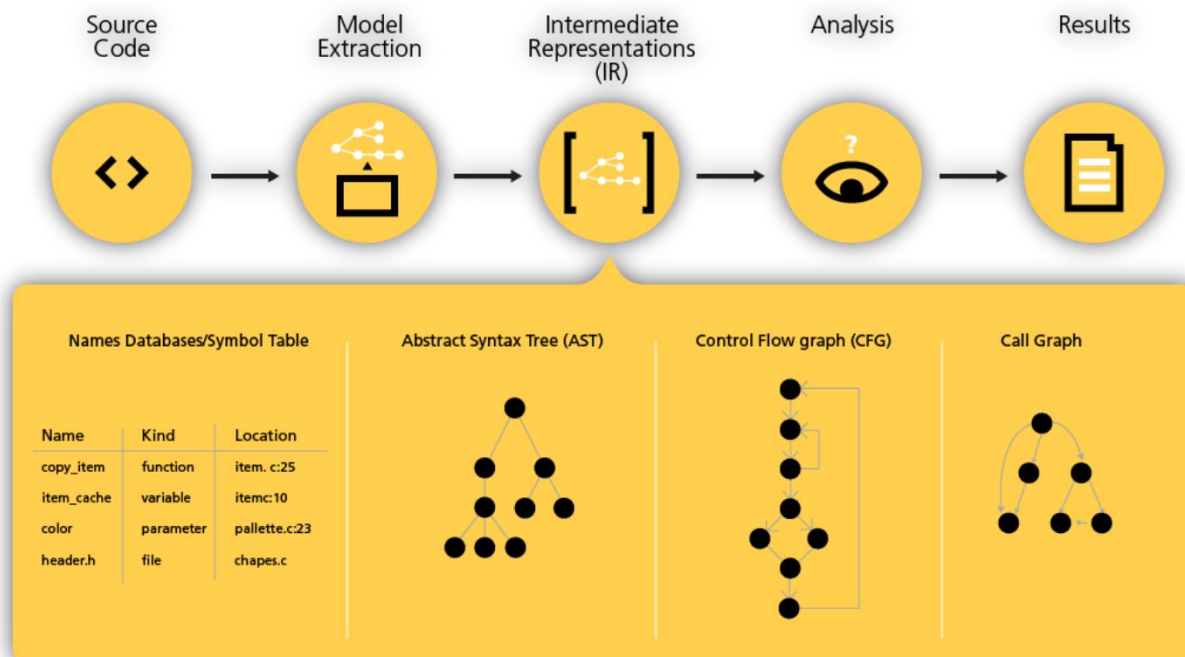 Source
Code
Model
Extraction
Intermediate
Representations
(IR)
Analysis
Results
?
Names Databases/Symbol Table
Name Kind Location
copy_item function item. c:25
item_cache variable itemc:10
color parameter pallette.c:23
header.h file chapes.c
Abstract Syntax Tree (AST)
Control Flow graph (CFG)
Call Graph